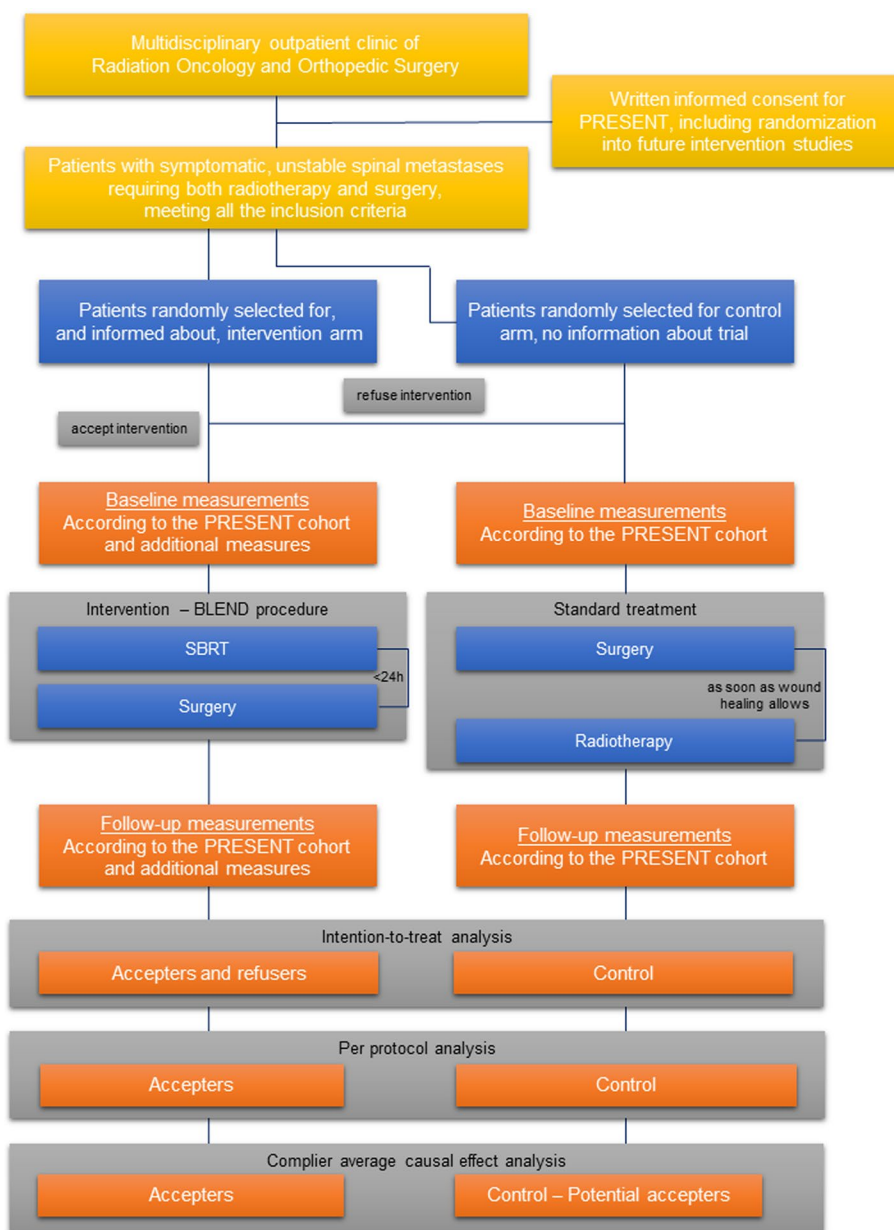 Multidisciplinary outpatient clinic of
Radiation Oncology and Orthopedic Surgery
Written informed consent for
PRESENT, including randomization
into future intervention studies
Patients with symptomatic, unstable spinal metastases
requiring both radiotherapy and surgery,
meeting all the inclusion criteria
Patients randomly selected for,
and informed about, intervention arm
Patients randomly selected for control
arm, no information about trial
refuse intervention
accept intervention
Baseline measurements
According to the PRESENT cohort
and additional measures
Baseline measurements
According to the PRESENT cohort
Intervention – BLEND procedure
SBRT
<24h
Surgery
Standard treatment
Surgery
as soon as wound
healing allows
Radiotherapy
Follow-up measurements
According to the PRESENT cohort
and additional measures
Follow-up measurements
According to the PRESENT cohort
Intention-to-treat analysis
Accepters and refusers
Control
Per protocol analysis
Accepters
Control
Complier average causal effect analysis
Accepters
Control – Potential accepters